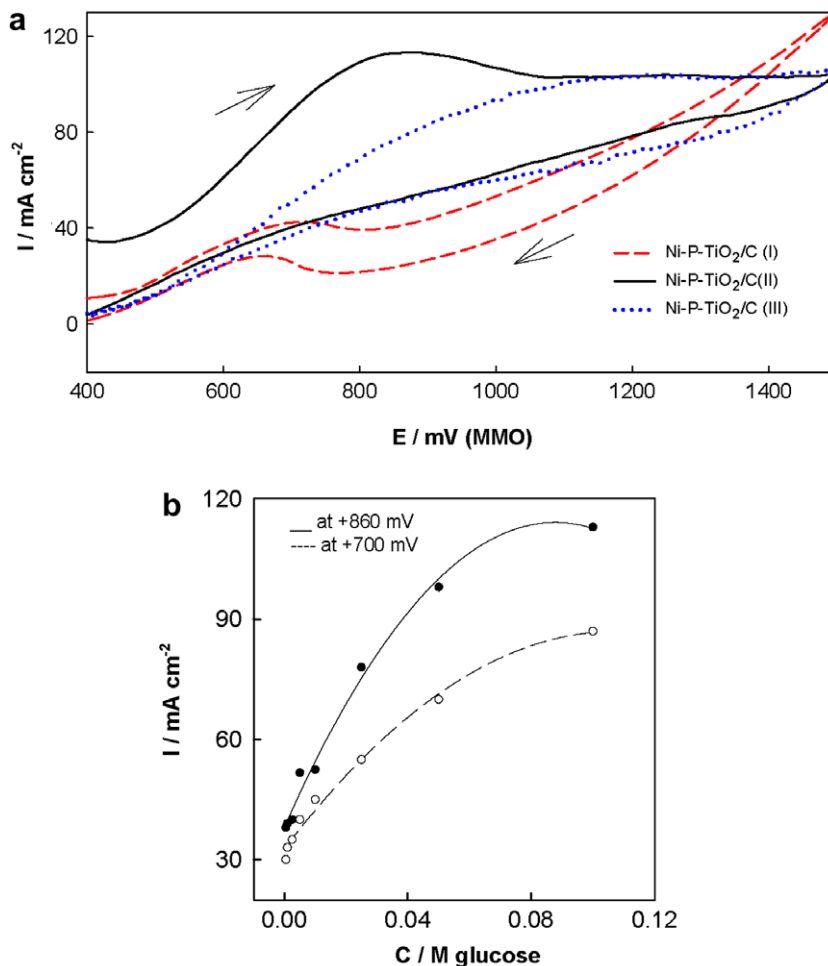 a
120
80
40
0
I / mA cm⁻²
Ni-P-TiO₂/C (I)
Ni-P-TiO₂/C(II)
Ni-P-TiO₂/C (III)
400 600 800 1000 1200 1400
E / mV (MMO)
b
120
90
60
30
I / mA cm⁻²
at +860 mV
at +700 mV
0.00 0.04 0.08 0.12
C / M glucose